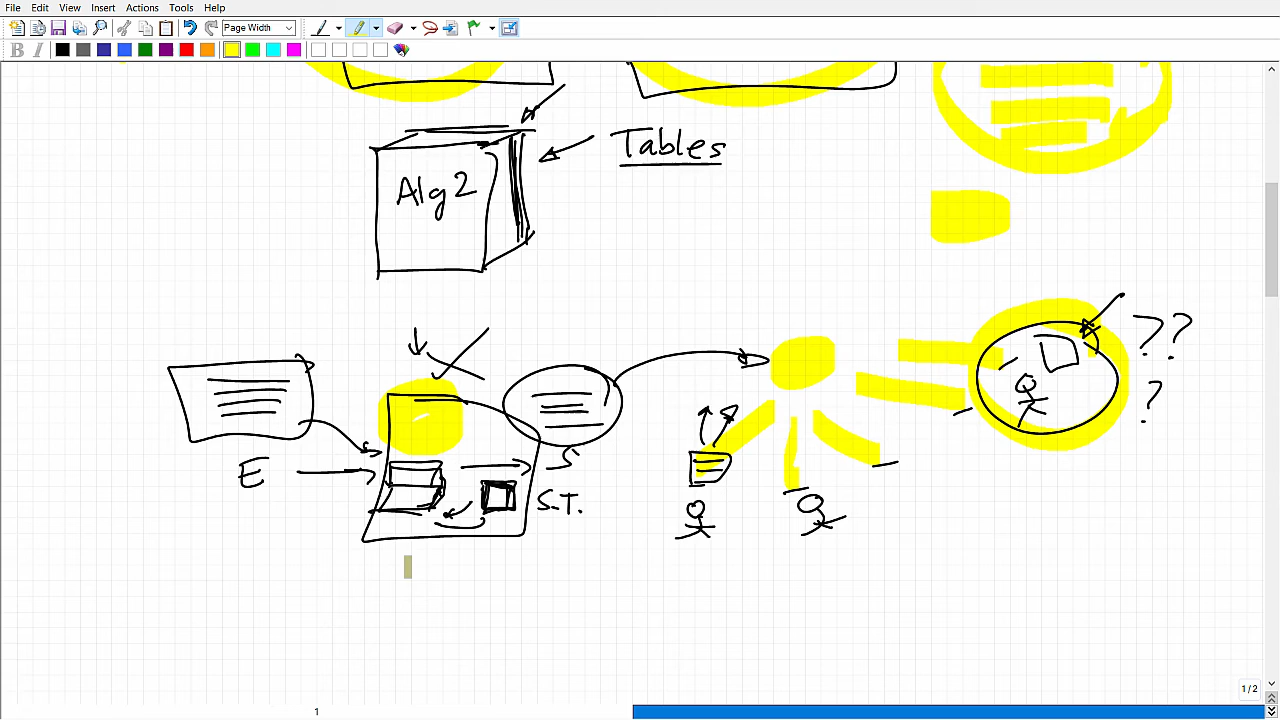 File Edit View Insert Actions Tools Help
Page Width
B I
Tables
Alg 2
? ?
?
E
S
S.T.
1/2
1